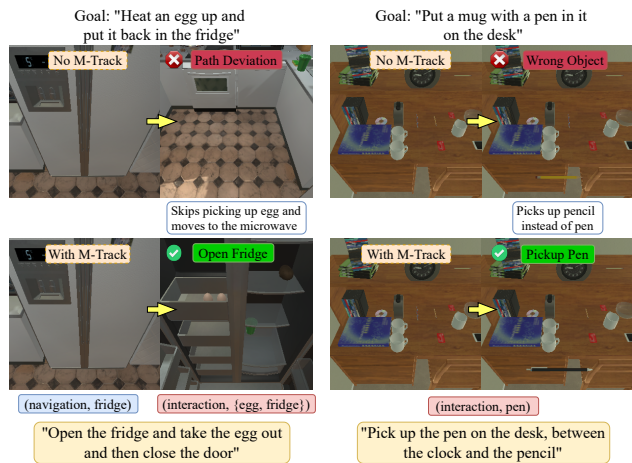 Goal: "Heat an egg up and
put it back in the fridge"
No M-Track
Path Deviation
Skips picking up egg and
moves to the microwave
With M-Track
Open Fridge
(navigation, fridge)
(interaction, {egg, fridge})
"Open the fridge and take the egg out
and then close the door"
Goal: "Put a mug with a pen in it
on the desk"
No M-Track
Wrong Object
Picks up pencil
instead of pen
With M-Track
Pickup Pen
(interaction, pen)
"Pick up the pen on the desk, between
the clock and the pencil"